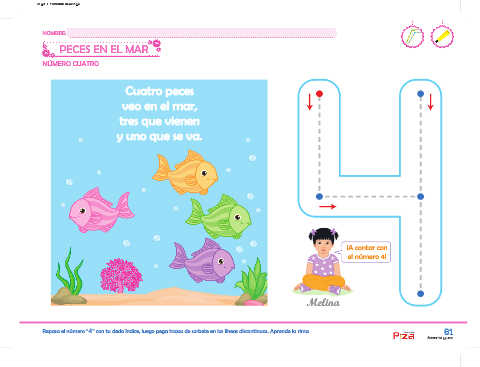 NOMBRE:
PECES EN EL MAR
NÚMERO CUATRO
Cuatro peces
veo en el mar,
tres que vienen
y uno que se va.
¡A contar con
el número 4!
Melina
Repasa el número "4" con tu dedo índice, luego pega trozos de sorbete en las líneas discontinuas. Aprende la rima.
61